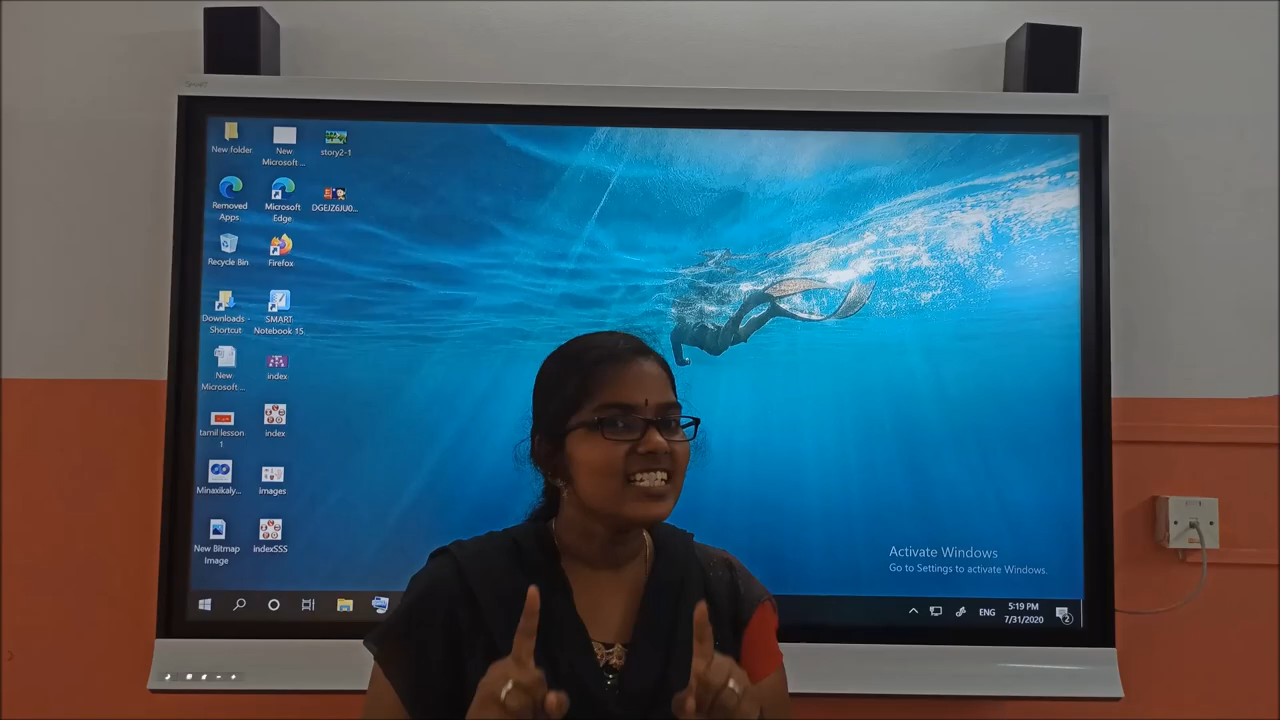 SMART
New folder
New
Microsoft ...
story2-1
Removed
Apps
Microsoft
Edge
DGEJZ6JU0...
Recycle Bin
Firefox
Downloads -
Shortcut
SMART
Notebook 15
New
Microsoft ...
index
tamil lesson
1
index
Minaxikaly...
images
New Bitmap
Image
indexSSS
Activate Windows
Go to Settings to activate Windows.
ENG
5:19 PM
7/31/2020
2